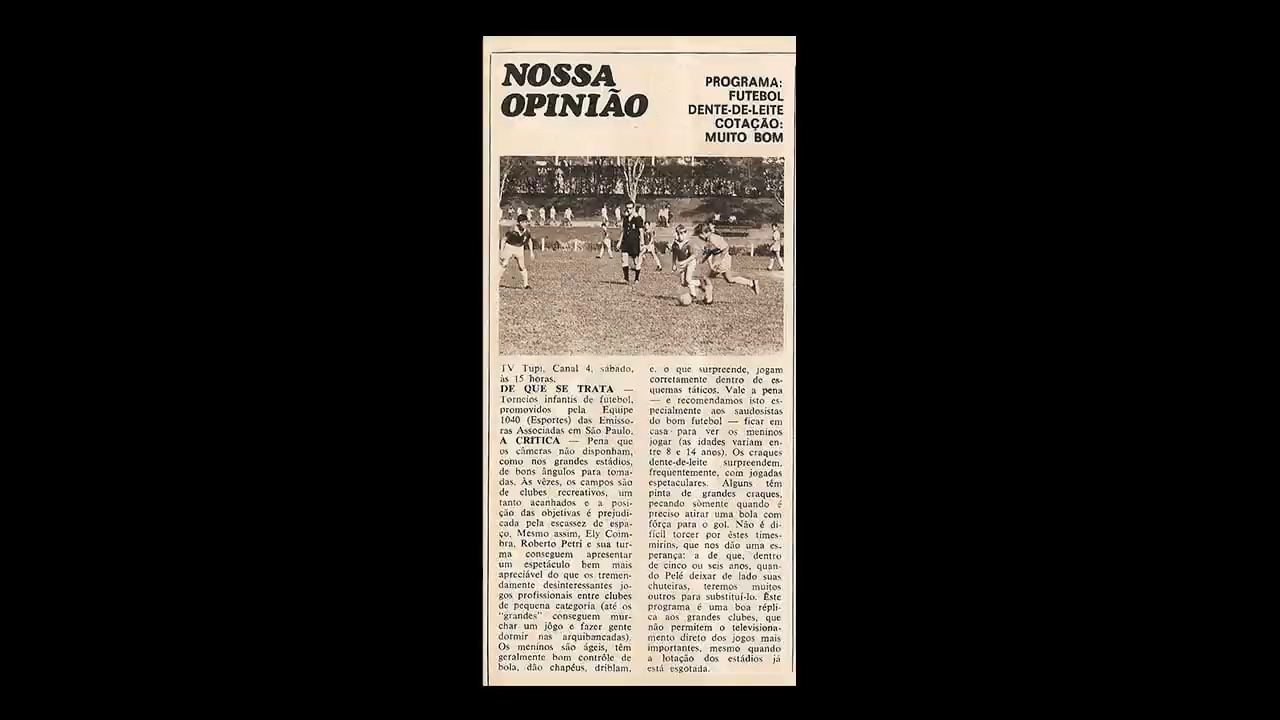 NOSSA
OPINIÃO
PROGRAMA:
FUTEBOL
DENTE-DE-LEITE
COTAÇÃO:
MUITO BOM
TV Tupi, Canal 4, sábado,
às 15 horas.
DE QUE SE TRATA —
Torneios infantis de futebol,
promovidos pela Equipe
1040 (Esportes) das Emisso-
ras Associadas em São Paulo.
A CRÍTICA — Pena que
os câmeras não disponham,
como nos grandes estádios,
de bons ângulos para toma-
das. Às vêzes, os campos são
de clubes recreativos, um
tanto acanhados e a posi-
ção das objetivas é prejudi-
cada pela escassez de espa-
ço. Mesmo assim, Ely Coim-
bra, Roberto Petri e sua tur-
ma conseguem apresentar
um espetáculo bem mais
apreciável do que os tremen-
damente desinteressantes jo-
gos profissionais entre clubes
de pequena categoria (até os
"grandes" conseguem mur-
char um jôgo e fazer gente
dormir nas arquibancadas).
Os meninos são ágeis, têm
geralmente bom contrôle de
bola, dão chapéus, driblam,
e, o que surpreende, jogam
corretamente dentro de es-
quemas táticos. Vale a pena
— e recomendamos isto es-
pecialmente aos saudosistas
do bom futebol — ficar em
casa para ver os meninos
jogar (as idades variam en-
tre 8 e 14 anos). Os craques
dente-de-leite surpreendem,
frequentemente, com jogadas
espetaculares. Alguns têm
pinta de grandes craques,
pecando sòmente quando é
preciso atirar uma bola com
fôrça para o gol. Não é di-
fícil torcer por êstes times-
mirins, que nos dão uma es-
perança: a de que, dentro
de cinco ou seis anos, quan-
do Pelé deixar de lado suas
chuteiras, teremos muitos
outros para substituí-lo. Êste
programa é uma boa répli-
ca aos grandes clubes, que
não permitem o televisiona-
mento direto dos jogos mais
importantes, mesmo quando
a lotação dos estádios já
está esgotada.